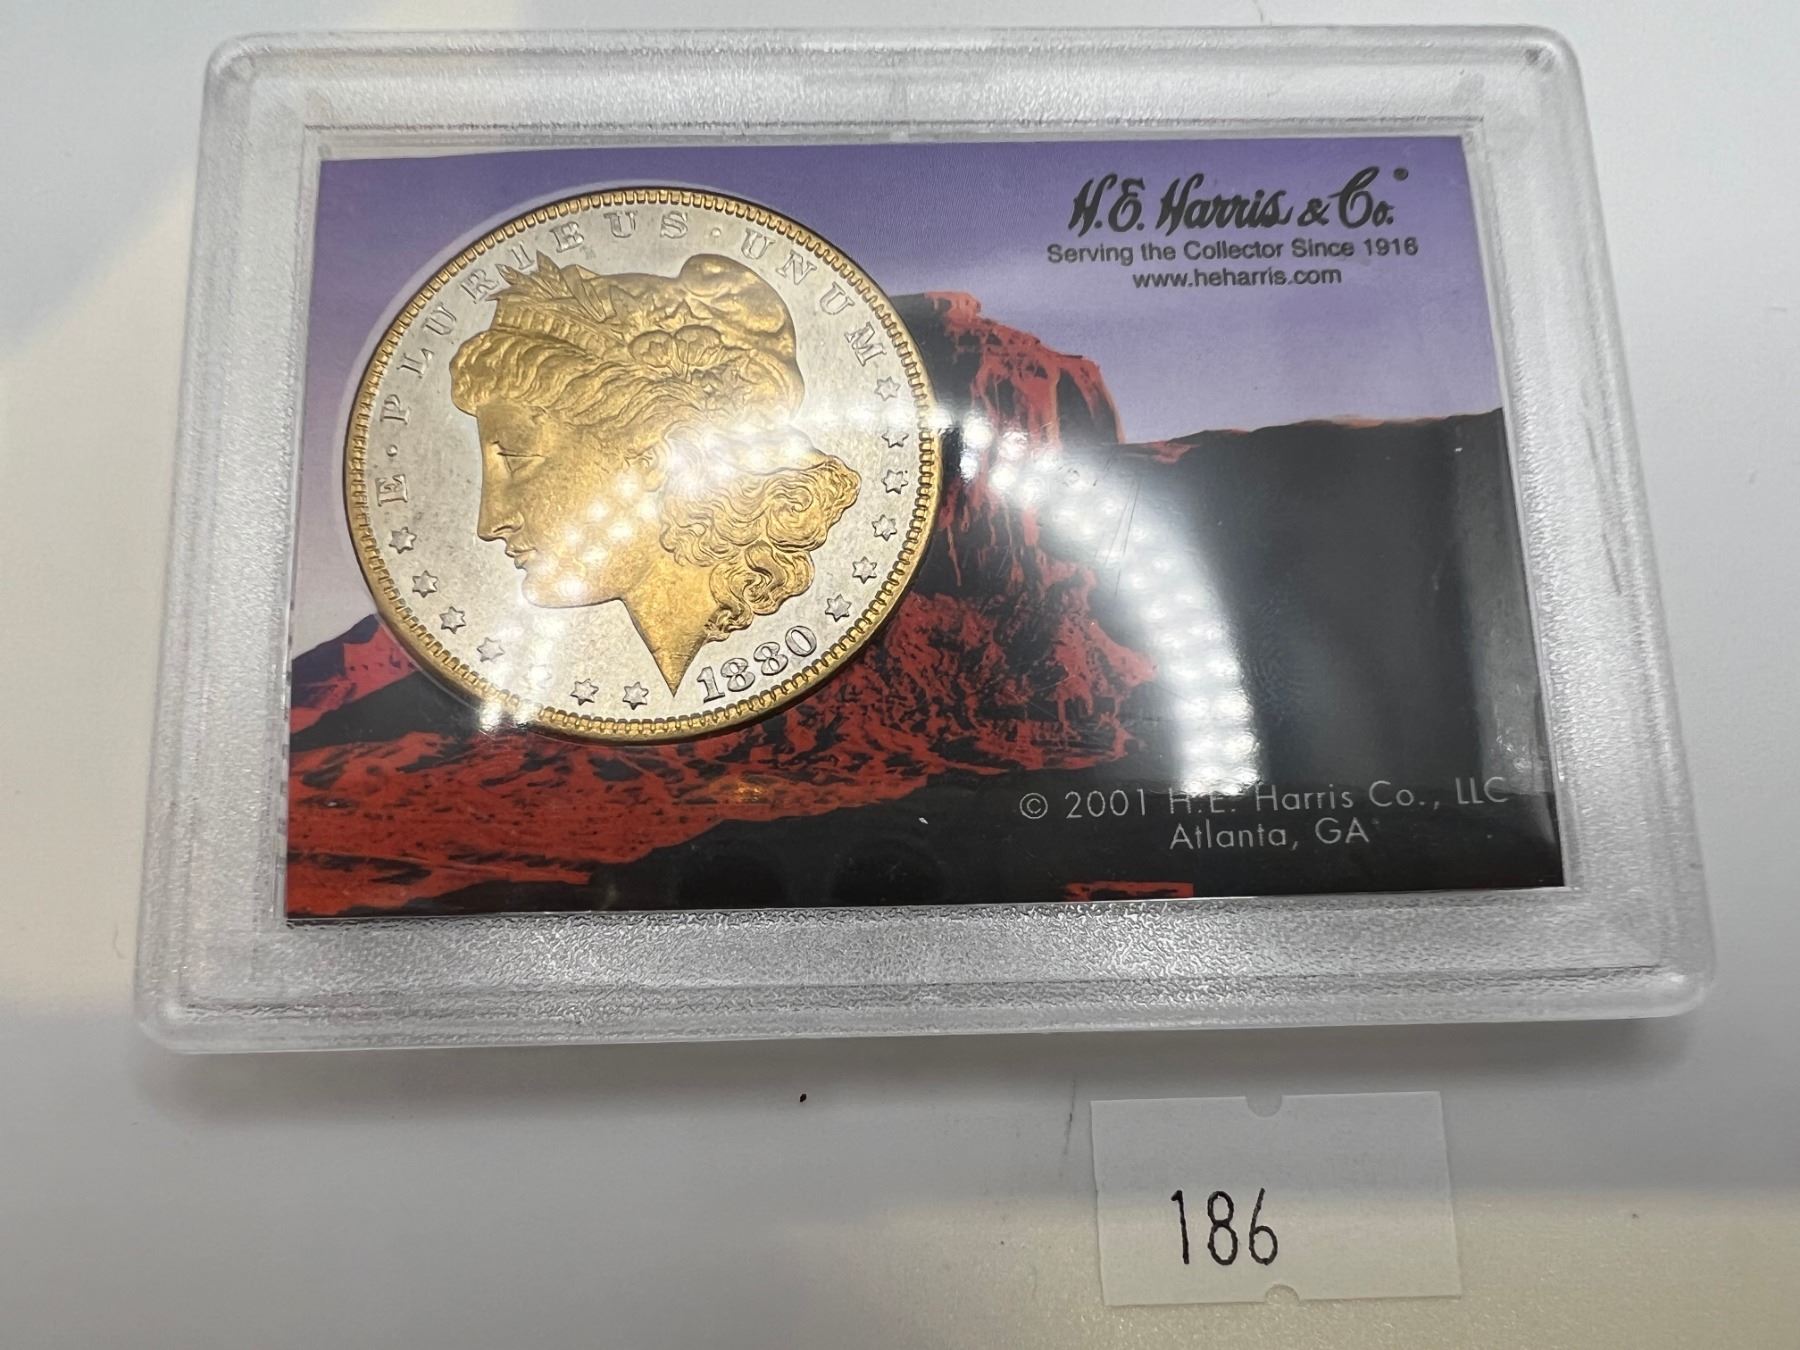 E · PLURIBUS · UNUM
1880
H.E. Harris & Co.®
Serving the Collector Since 1916
www.heharris.com
© 2001 H.E. Harris Co., LLC
Atlanta, GA
186